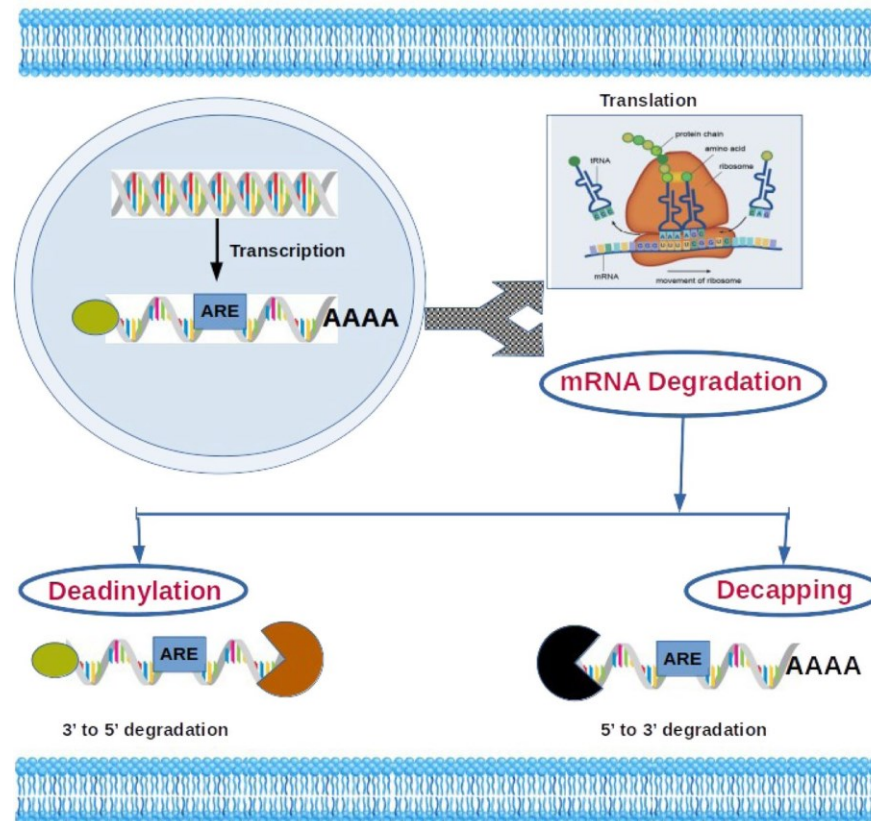 Translation
protein chain
amino acid
tRNA
ribosome
mRNA
movement of ribosome
Transcription
ARE
AAAA
mRNA Degradation
Deadinylation
Decapping
ARE
ARE
AAAA
3’ to 5’ degradation
5’ to 3’ degradation